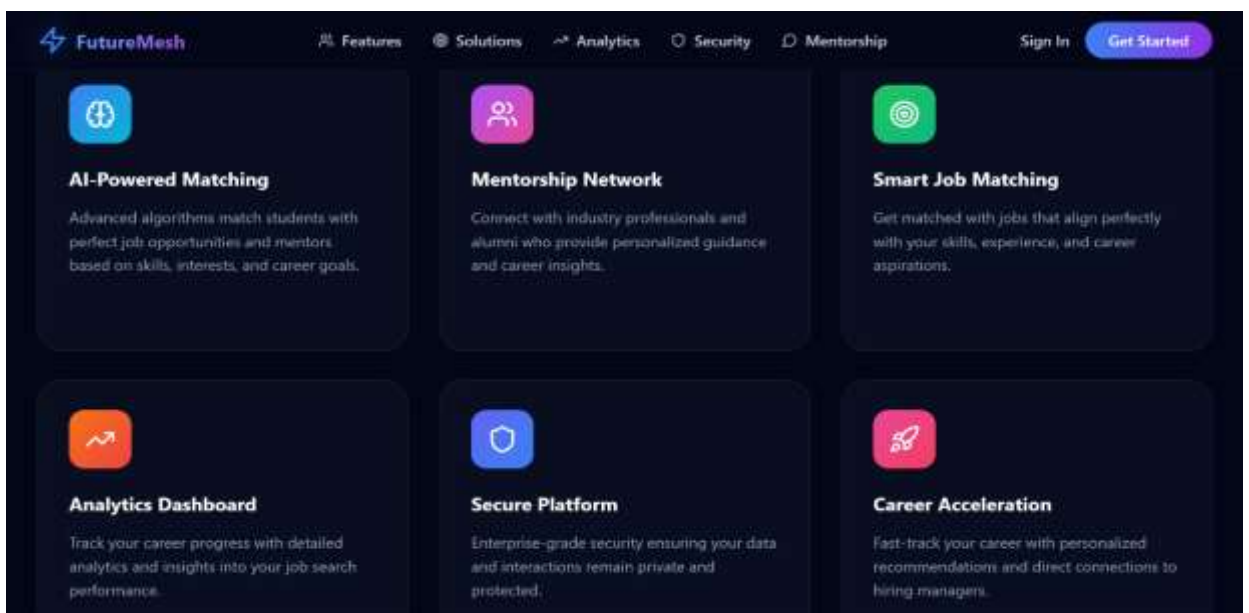 FutureMesh Features Solutions Analytics Security Mentorship Sign In Get Started
AI-Powered Matching
Advanced algorithms match students with
perfect job opportunities and mentors
based on skills, interests, and career goals.
Mentorship Network
Connect with industry professionals and
alumni who provide personalized guidance
and career insights.
Smart Job Matching
Get matched with jobs that align perfectly
with your skills, experience, and career
aspirations.
Analytics Dashboard
Track your career progress with detailed
analytics and insights into your job search
performance.
Secure Platform
Enterprise-grade security ensuring your data
and interactions remain private and
protected.
Career Acceleration
Fast-track your career with personalized
recommendations and direct connections to
hiring managers.